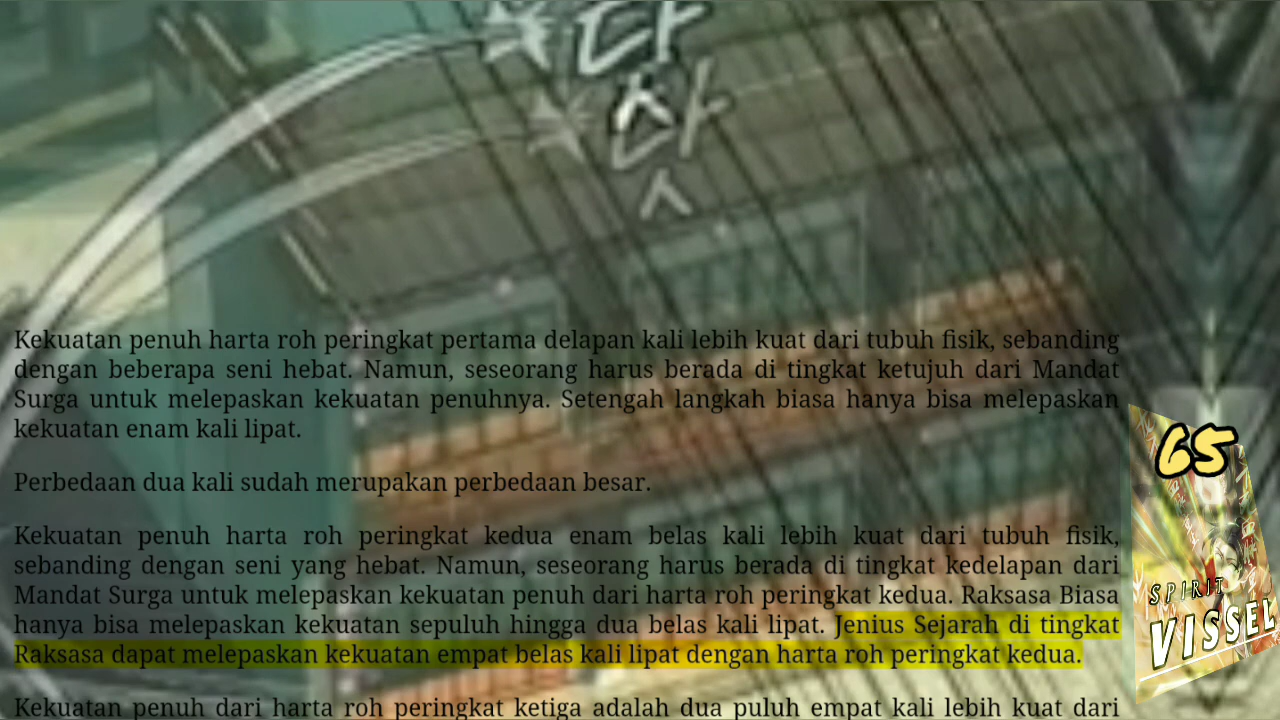 탁
탓
Kekuatan penuh harta roh peringkat pertama delapan kali lebih kuat dari tubuh fisik, sebanding
dengan beberapa seni hebat. Namun, seseorang harus berada di tingkat ketujuh dari Mandat
Surga untuk melepaskan kekuatan penuhnya. Setengah langkah biasa hanya bisa melepaskan
kekuatan enam kali lipat.
Perbedaan dua kali sudah merupakan perbedaan besar.
Kekuatan penuh harta roh peringkat kedua enam belas kali lebih kuat dari tubuh fisik,
sebanding dengan seni yang hebat. Namun, seseorang harus berada di tingkat kedelapan dari
Mandat Surga untuk melepaskan kekuatan penuh dari harta roh peringkat kedua. Raksasa Biasa
hanya bisa melepaskan kekuatan sepuluh hingga dua belas kali lipat. Jenius Sejarah di tingkat
Raksasa dapat melepaskan kekuatan empat belas kali lipat dengan harta roh peringkat kedua.
Kekuatan penuh dari harta roh peringkat ketiga adalah dua puluh empat kali lebih kuat dari
65
SPIRIT
VISSEL